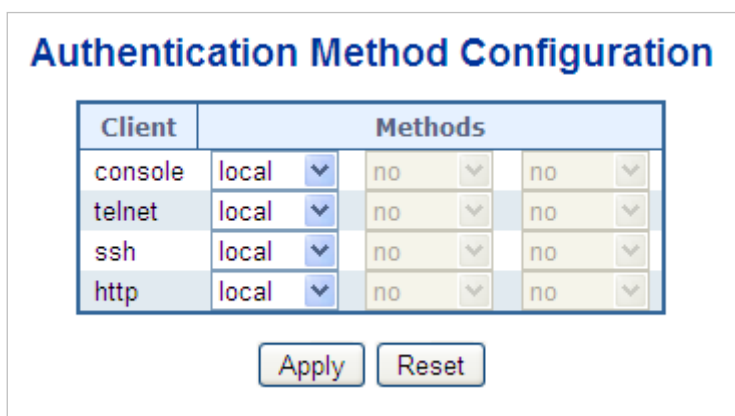 Authentication Method Configuration
Client Methods
console local no no
telnet local no no
ssh local no no
http local no no
Apply Reset